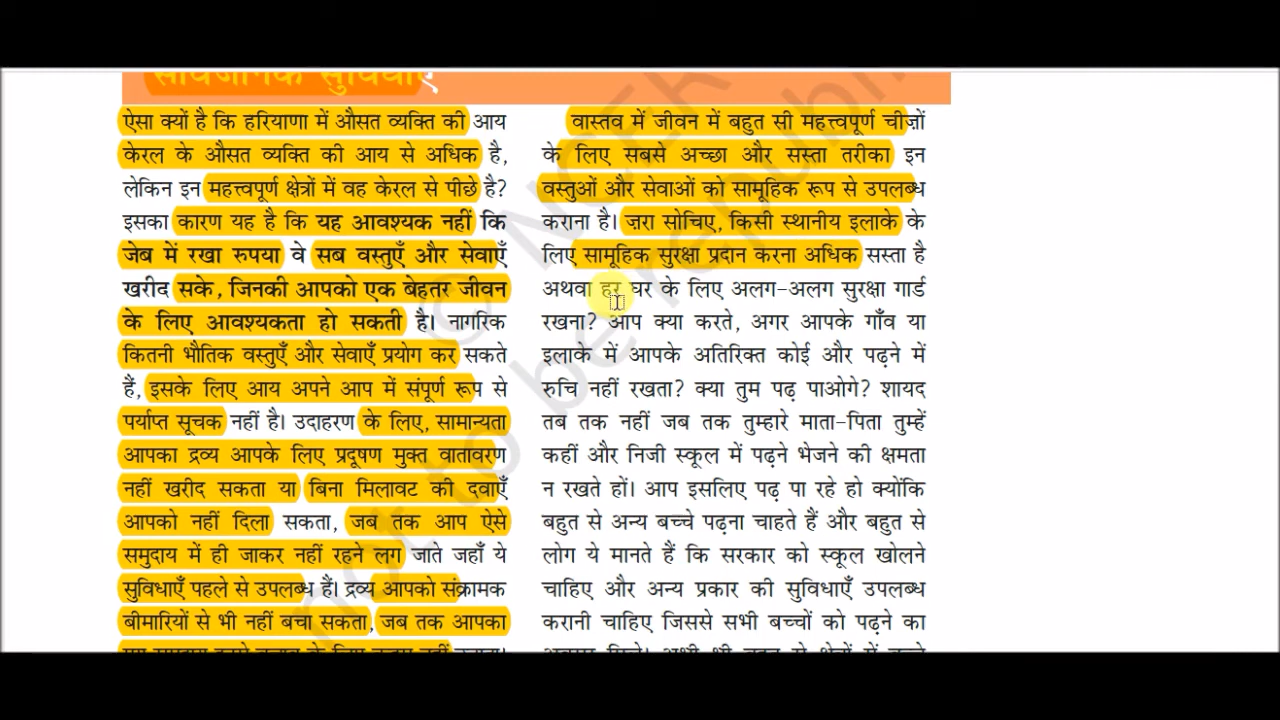 सार्वजनिक सुविधाएँ
ऐसा क्यों है कि हरियाणा में औसत व्यक्ति की आय
केरल के औसत व्यक्ति की आय से अधिक है,
लेकिन इन महत्त्वपूर्ण क्षेत्रों में वह केरल से पीछे है?
इसका कारण यह है कि यह आवश्यक नहीं कि
जेब में रखा रुपया वे सब वस्तुएँ और सेवाएँ
खरीद सके, जिनकी आपको एक बेहतर जीवन
के लिए आवश्यकता हो सकती है। नागरिक
कितनी भौतिक वस्तुएँ और सेवाएँ प्रयोग कर सकते
हैं, इसके लिए आय अपने आप में संपूर्ण रूप से
पर्याप्त सूचक नहीं है। उदाहरण के लिए, सामान्यता
आपका द्रव्य आपके लिए प्रदूषण मुक्त वातावरण
नहीं खरीद सकता या बिना मिलावट की दवाएँ
आपको नहीं दिला सकता, जब तक आप ऐसे
समुदाय में ही जाकर नहीं रहने लग जाते जहाँ ये
सुविधाएँ पहले से उपलब्ध हैं। द्रव्य आपको संक्रामक
बीमारियों से भी नहीं बचा सकता, जब तक आपका
वास्तव में जीवन में बहुत सी महत्त्वपूर्ण चीज़ों
के लिए सबसे अच्छा और सस्ता तरीका इन
वस्तुओं और सेवाओं को सामूहिक रूप से उपलब्ध
कराना है। ज़रा सोचिए, किसी स्थानीय इलाके के
लिए सामूहिक सुरक्षा प्रदान करना अधिक सस्ता है
अथवा हर घर के लिए अलग-अलग सुरक्षा गार्ड
रखना? आप क्या करते, अगर आपके गाँव या
इलाके में आपके अतिरिक्त कोई और पढ़ने में
रुचि नहीं रखता? क्या तुम पढ़ पाओगे? शायद
तब तक नहीं जब तक तुम्हारे माता-पिता तुम्हें
कहीं और निजी स्कूल में पढ़ने भेजने की क्षमता
न रखते हों। आप इसलिए पढ़ पा रहे हो क्योंकि
बहुत से अन्य बच्चे पढ़ना चाहते हैं और बहुत से
लोग ये मानते हैं कि सरकार को स्कूल खोलने
चाहिए और अन्य प्रकार की सुविधाएँ उपलब्ध
करानी चाहिए जिससे सभी बच्चों को पढ़ने का
© NCER
not to be republi